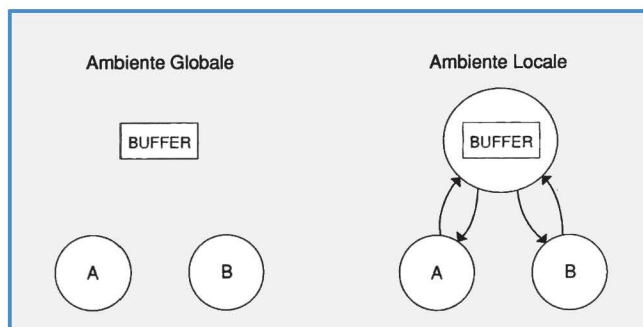 Ambiente Globale
Ambiente Locale
BUFFER
BUFFER
A
B
A
B